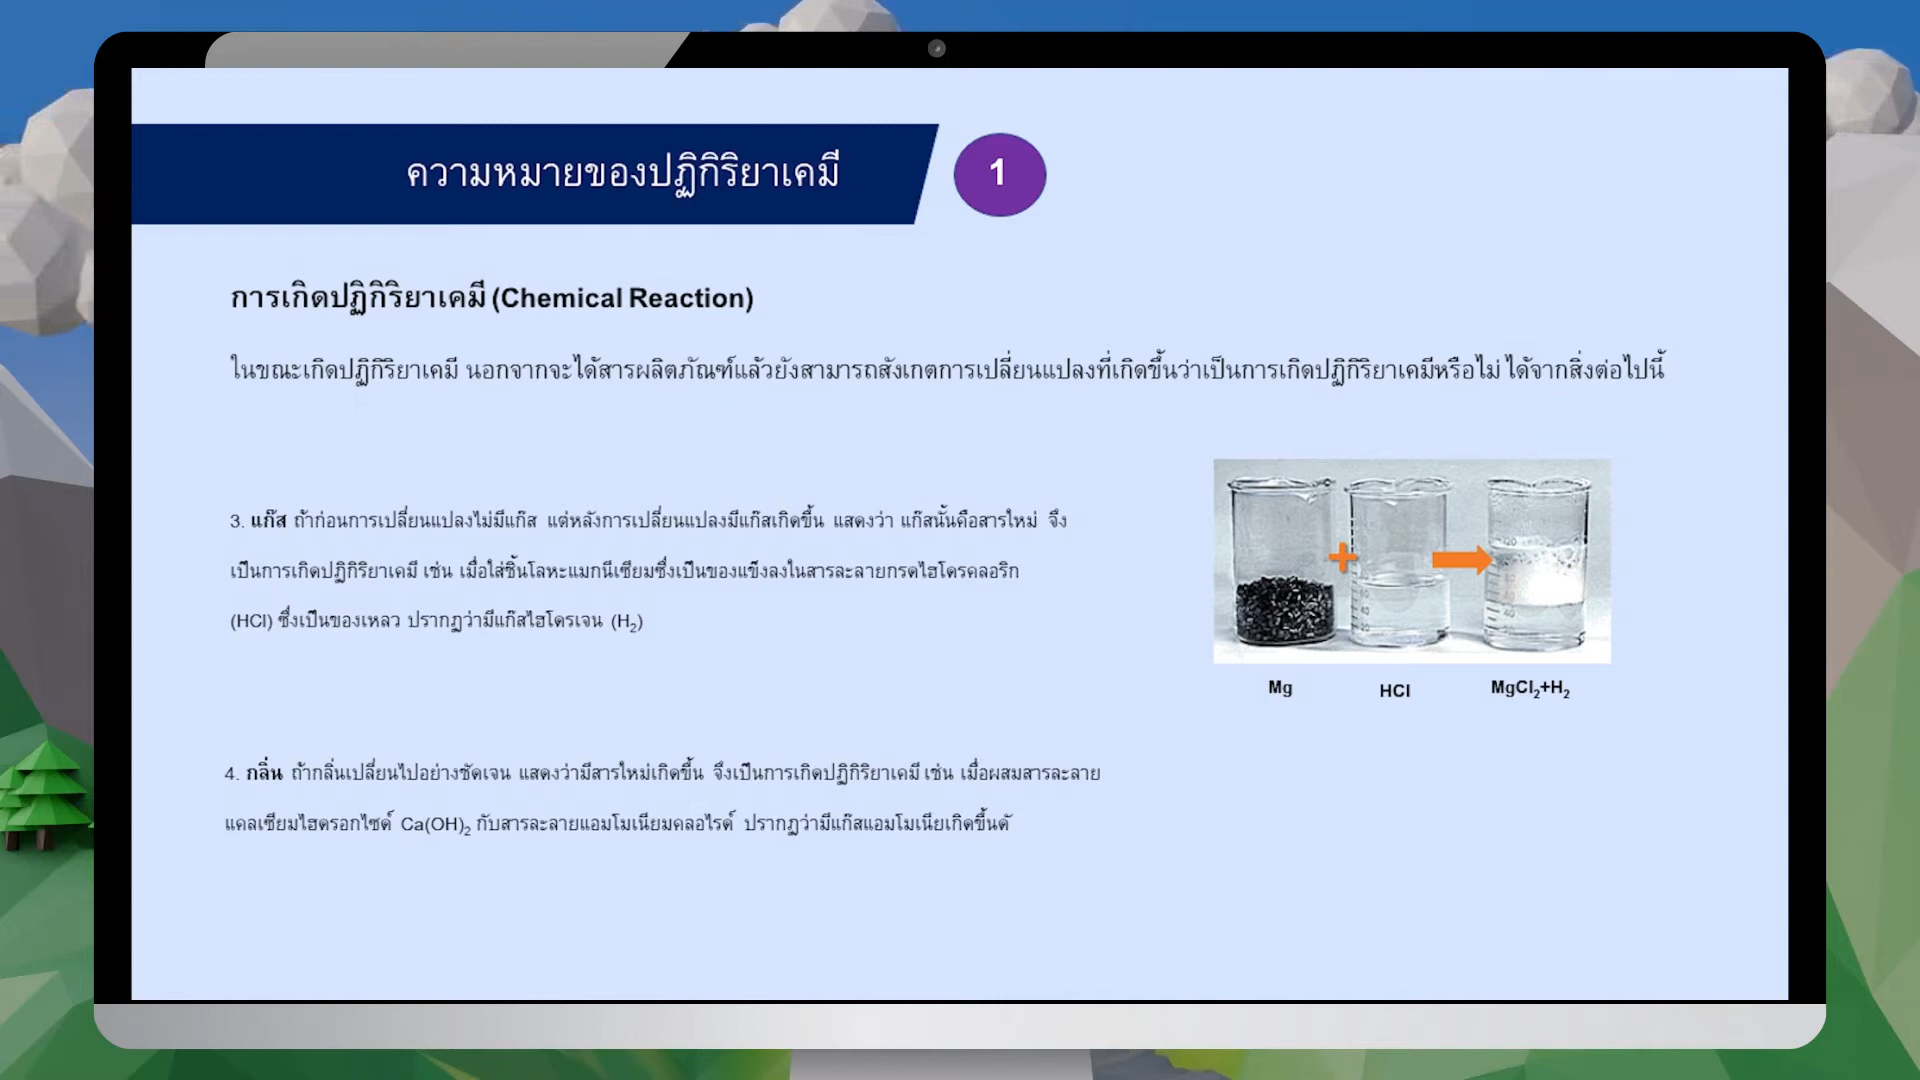 ความหมายของปฏิกิริยาเคมี
1
การเกิดปฏิกิริยาเคมี (Chemical Reaction)
ในขณะเกิดปฏิกิริยาเคมี นอกจากจะได้สารผลิตภัณฑ์แล้วยังสามารถสังเกตการเปลี่ยนแปลงที่เกิดขึ้นว่าเป็นการเกิดปฏิกิริยาเคมีหรือไม่ ได้จากสิ่งต่อไปนี้
3. แก๊ส ถ้าก่อนการเปลี่ยนแปลงไม่มีแก๊ส แต่หลังการเปลี่ยนแปลงมีแก๊สเกิดขึ้น แสดงว่า แก๊สนั้นคือสารใหม่ จึง
เป็นการเกิดปฏิกิริยาเคมี เช่น เมื่อใส่ชิ้นโลหะแมกนีเซียมซึ่งเป็นของแข็งลงในสารละลายกรดไฮโดรคลอริก
(HCl) ซึ่งเป็นของเหลว ปรากฏว่ามีแก๊สไฮโดรเจน (H₂)
Mg
HCl
MgCl₂+H₂
4. กลิ่น ถ้ากลิ่นเปลี่ยนไปอย่างชัดเจน แสดงว่ามีสารใหม่เกิดขึ้น จึงเป็นการเกิดปฏิกิริยาเคมี เช่น เมื่อผสมสารละลาย
แคลเซียมไฮดรอกไซด์ Ca(OH)₂ กับสารละลายแอมโมเนียมคลอไรด์ ปรากฏว่ามีแก๊สแอมโมเนียเกิดขึ้นดั